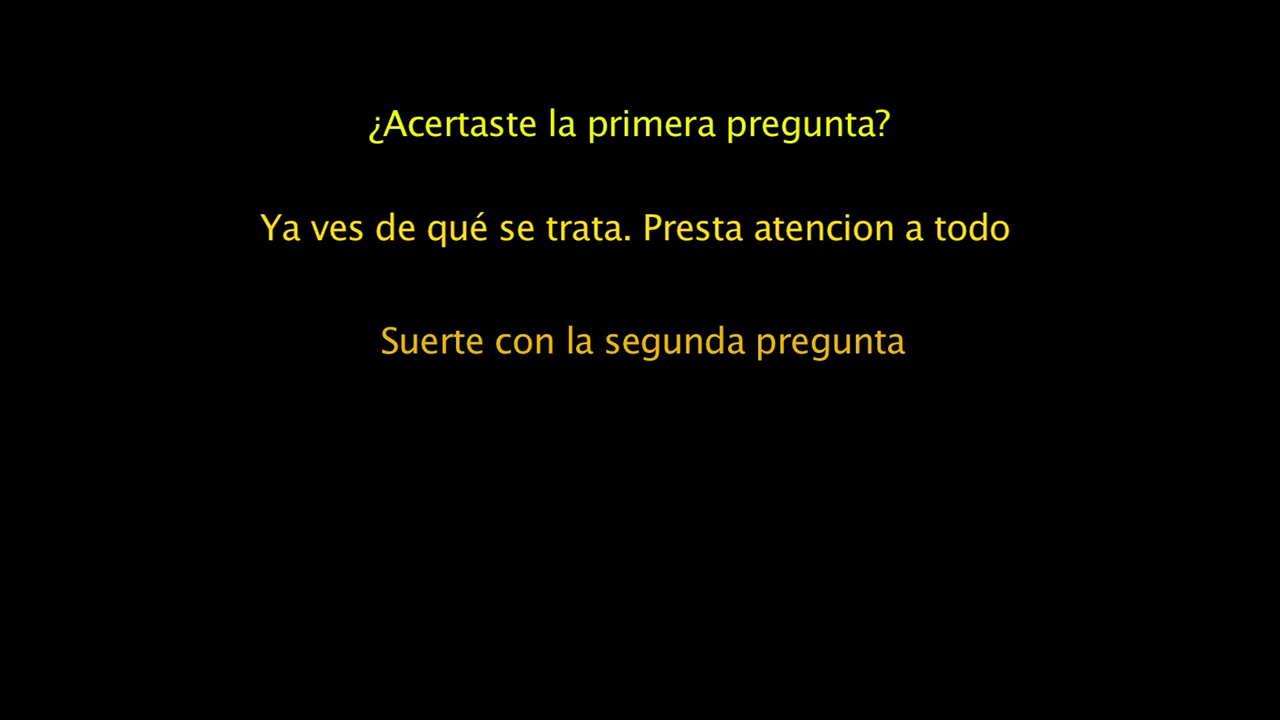 ¿Acertaste la primera pregunta?
Ya ves de qué se trata. Presta atencion a todo
Suerte con la segunda pregunta